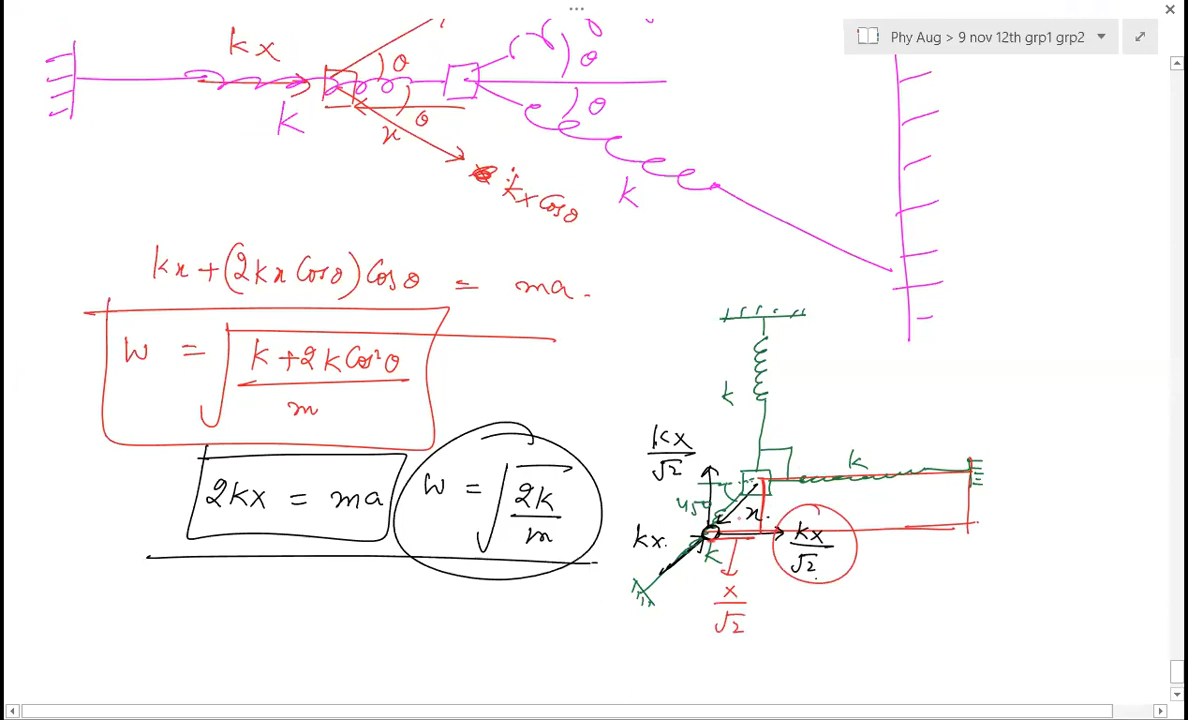 Phy Aug > 9 nov 12th grp1 grp2
kx
θ
θ
k
x
θ
θ
kx Cosθ
k
kx + (2kx Cosθ) Cosθ = ma.
W = √(k + 2k Cos²θ / m)
2kx = ma
W = √(2k / m)
k
k
kx/√2
45°
x
kx.
k
kx/√2
x/√2